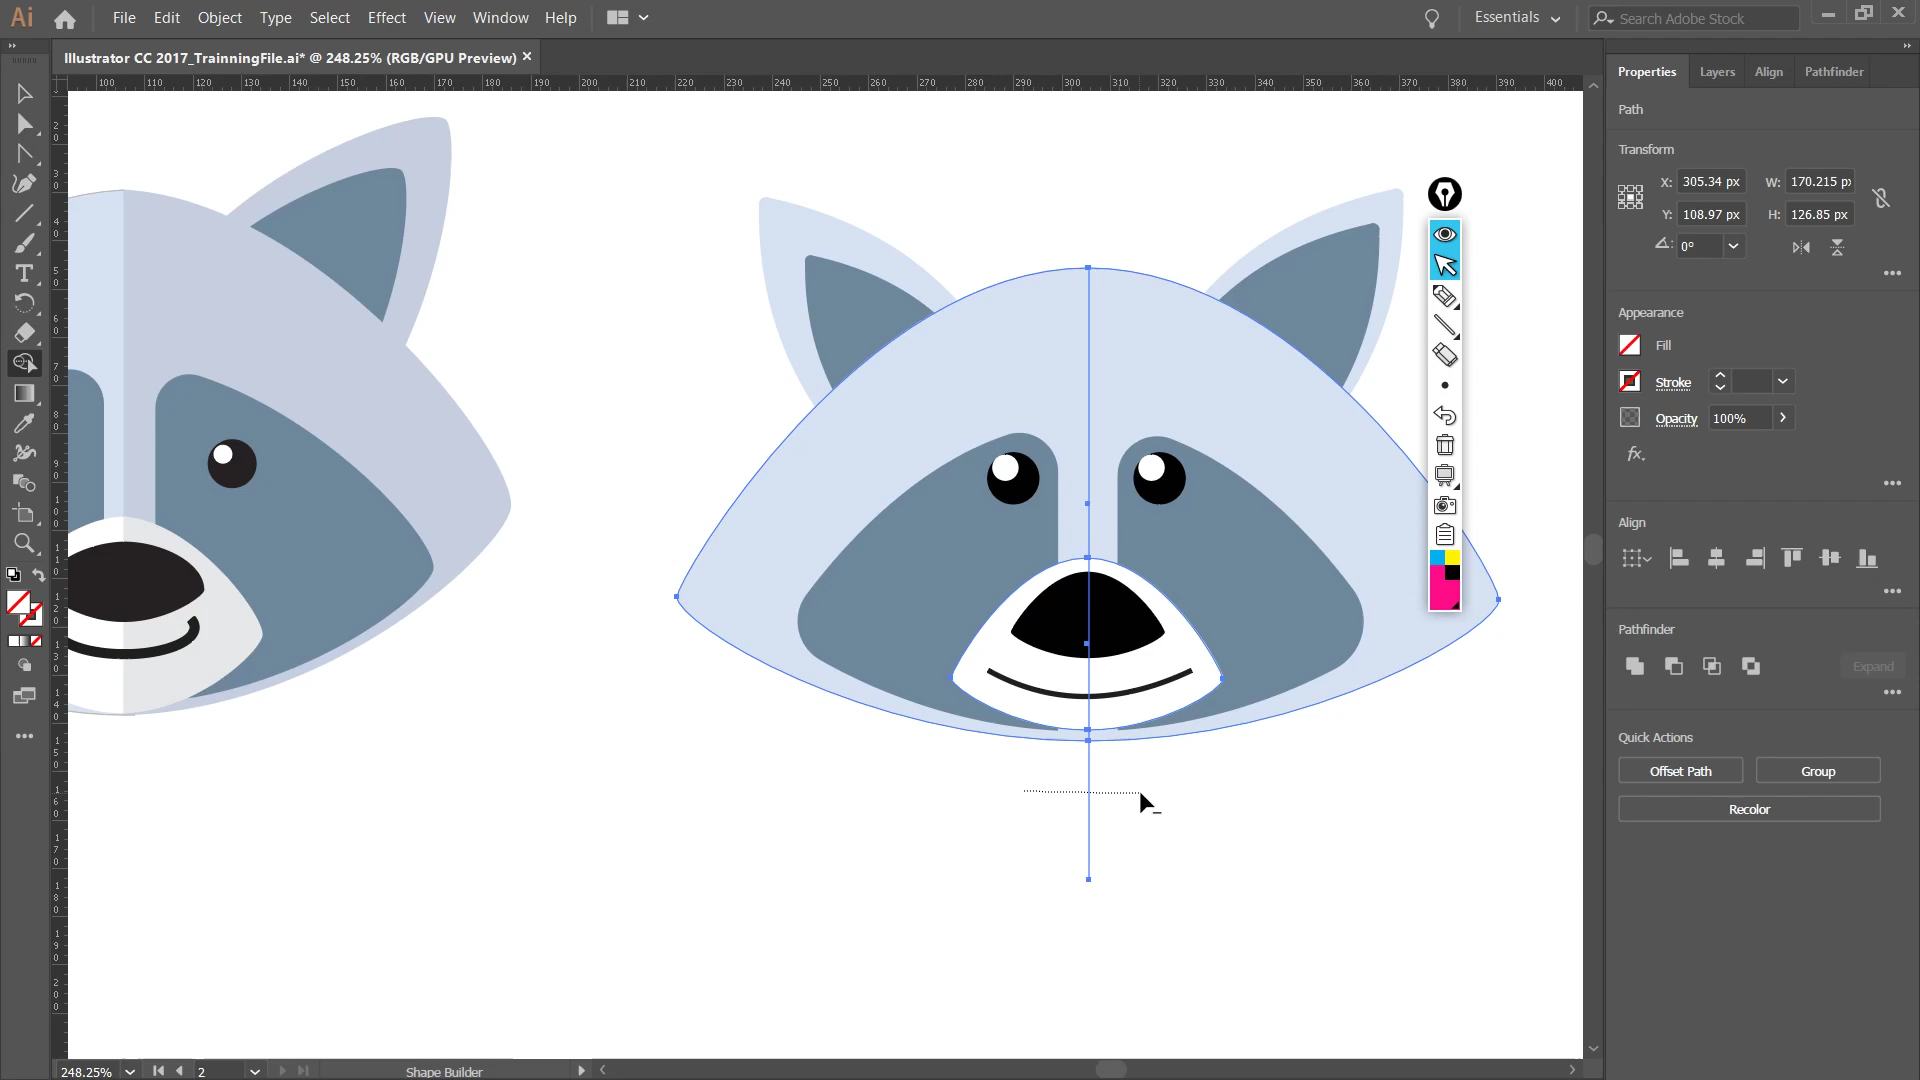 Ai File Edit Object Type Select Effect View Window Help Essentials Search Adobe Stock
Illustrator CC 2017_TrainningFile.ai* @ 248.25% (RGB/GPU Preview) ×
100 110 120 130 140 150 160 170 180 190 200 210 220 230 240 250 260 270 280 290 300 310 320 330 340 350 360 370 380 390 400
Properties Layers Align Pathfinder
Path
Transform
X: 305.34 px W: 170.215 p
Y: 108.97 px H: 126.85 px
0°
Appearance
Fill
Stroke
Opacity 100%
fx.
Align
Pathfinder
Expand
Quick Actions
Offset Path Group
Recolor
248.25% 2 Shape Builder